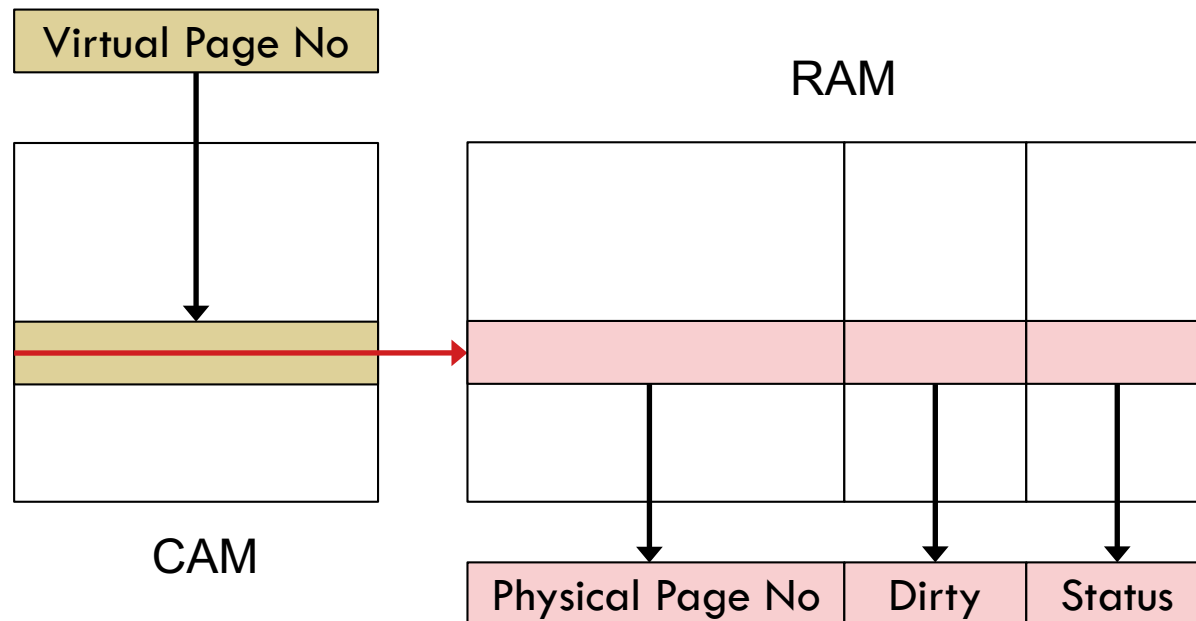 Virtual Page No
RAM
CAM
Physical Page No
Dirty
Status